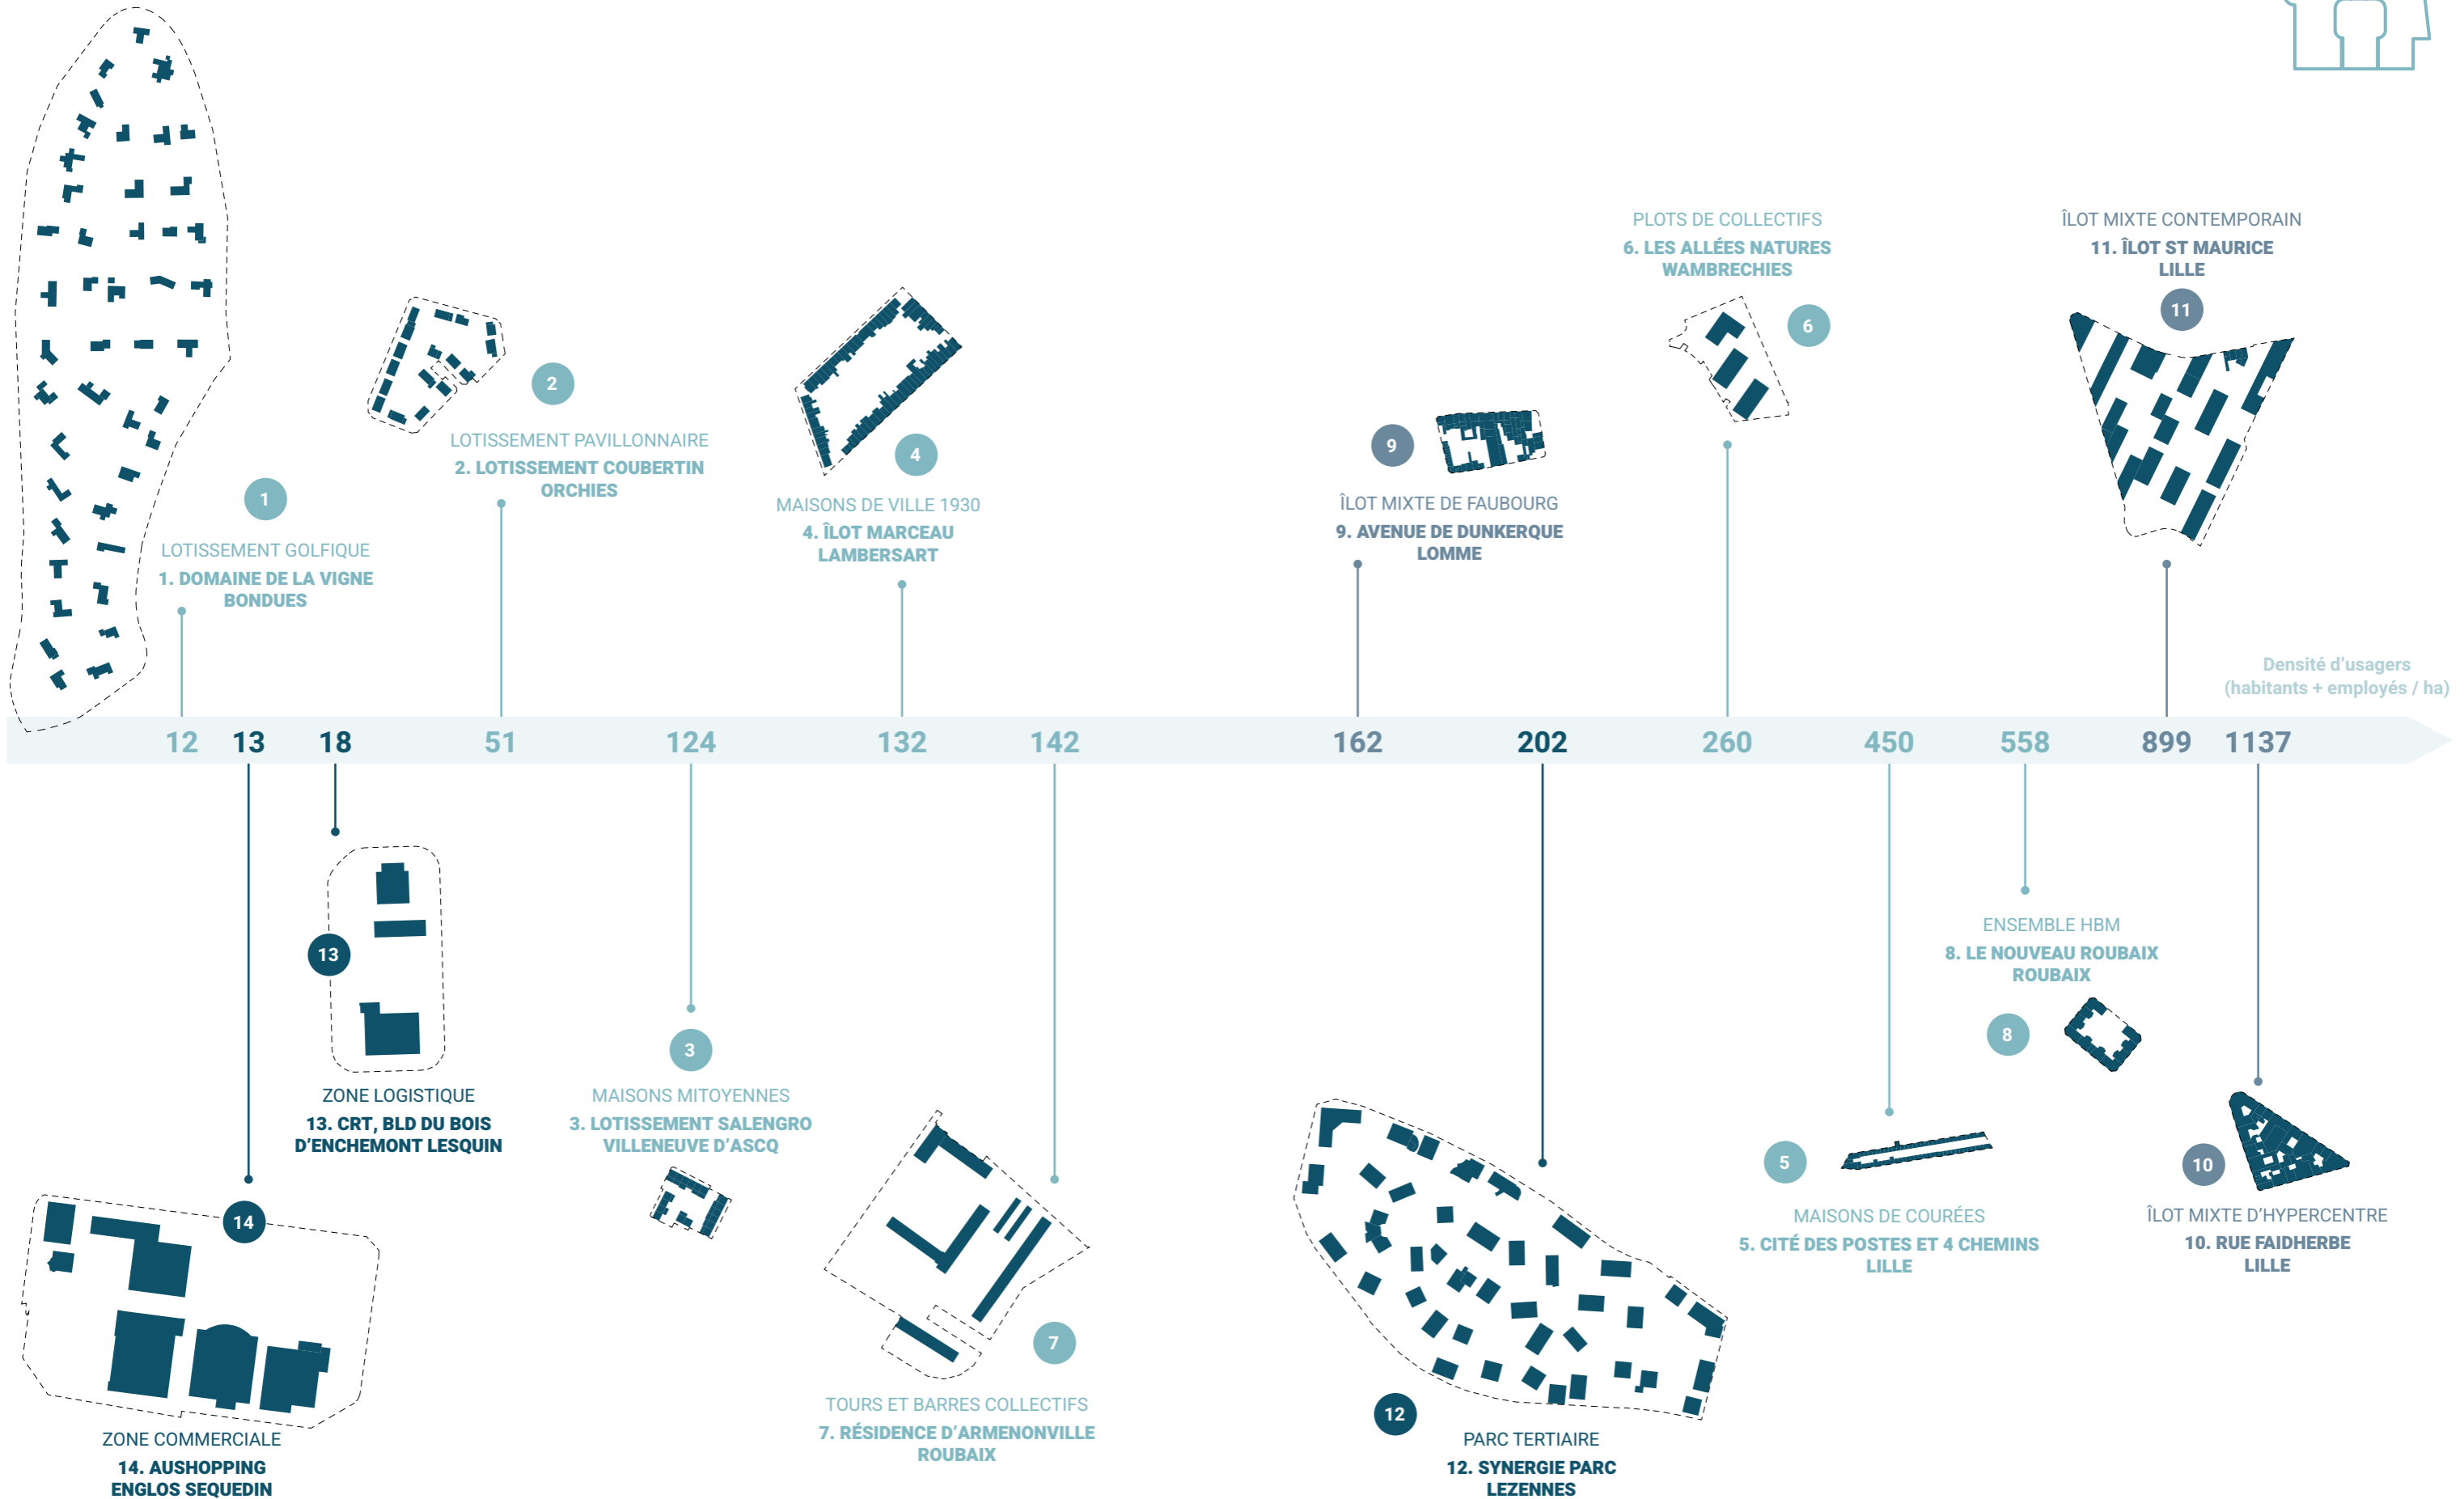 PLOTS DE COLLECTIFS
6. LES ALLÉES NATURES
WAMBRECHIES
6
ÎLOT MIXTE CONTEMPORAIN
11. ÎLOT ST MAURICE
LILLE
11
2
LOTISSEMENT PAVILLONNAIRE
2. LOTISSEMENT COUBERTIN
ORCHIES
4
MAISONS DE VILLE 1930
4. ÎLOT MARCEAU
LAMBERSART
9
ÎLOT MIXTE DE FAUBOURG
9. AVENUE DE DUNKERQUE
LOMME
1
LOTISSEMENT GOLFIQUE
1. DOMAINE DE LA VIGNE
BONDUES
Densité d’usagers
(habitants + employés / ha)
12 13 18 51 124 132 142 162 202 260 450 558 899 1137
13
ZONE LOGISTIQUE
13. CRT, BLD DU BOIS
D’ENCHEMONT LESQUIN
3
MAISONS MITOYENNES
3. LOTISSEMENT SALENGRO
VILLENEUVE D’ASCQ
ENSEMBLE HBM
8. LE NOUVEAU ROUBAIX
ROUBAIX
8
5
MAISONS DE COURÉES
5. CITÉ DES POSTES ET 4 CHEMINS
LILLE
10
ÎLOT MIXTE D’HYPERCENTRE
10. RUE FAIDHERBE
LILLE
14
ZONE COMMERCIALE
14. AUSHOPPING
ENGLOS SEQUEDIN
7
TOURS ET BARRES COLLECTIFS
7. RÉSIDENCE D’ARMENONVILLE
ROUBAIX
12
PARC TERTIAIRE
12. SYNERGIE PARC
LEZENNES